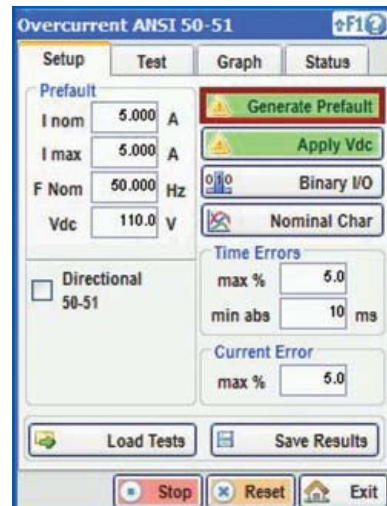 Overcurrent ANSI 50-51
F1
Setup Test Graph Status
Prefault
I nom 5.000 A
I max 5.000 A
F Nom 50.000 Hz
Vdc 110.0 V
Directional
50-51
Generate Prefault
Apply Vdc
Binary I/O
Nominal Char
Time Errors
max % 5.0
min abs 10 ms
Current Error
max % 5.0
Load Tests Save Results
Stop Reset Exit